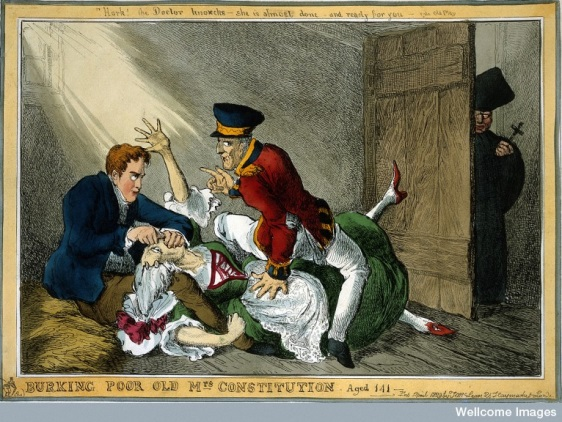 "Hark! the Doctor knocks – she is almost done – and ready for you –
BURKING POOR OLD Mrs CONSTITUTION Aged 141
Wellcome Images